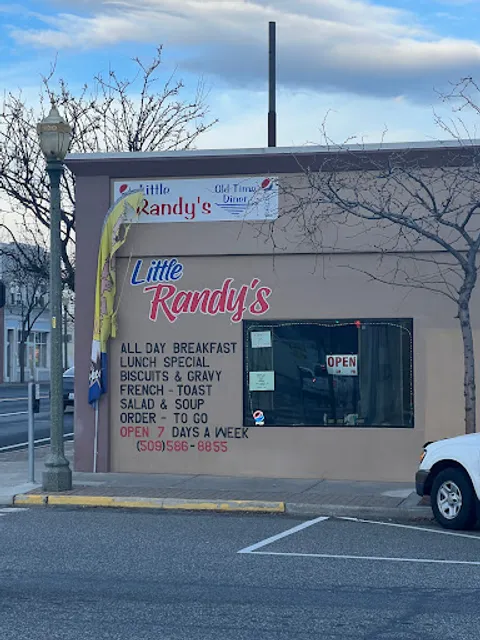 Little
Randy's
Old Time
Diner
Little
Randy's
ALL DAY BREAKFAST
LUNCH SPECIAL
BISCUITS & GRAVY
FRENCH - TOAST
SALAD & SOUP
ORDER - TO GO
OPEN 7 DAYS A WEEK
(509)586-8855
OPEN